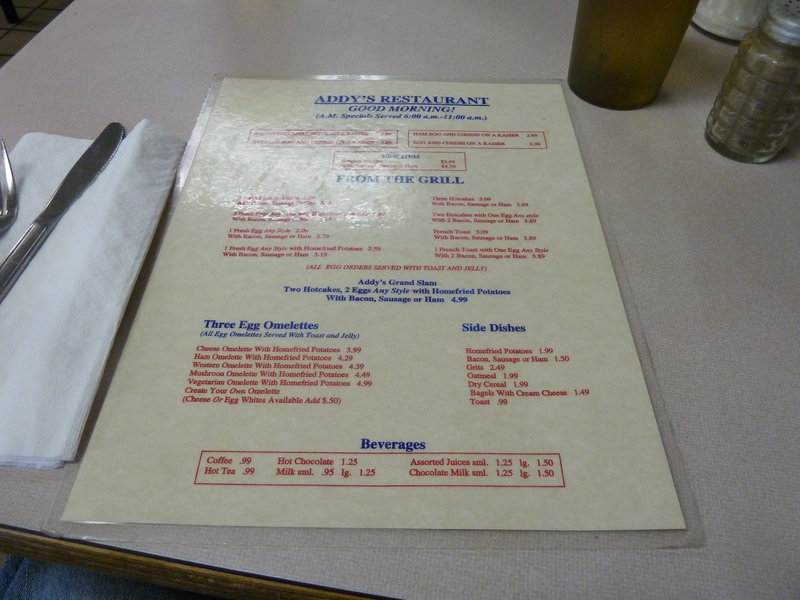 ADDY'S RESTAURANT
GOOD MORNING!
(A.M. Specials Served 6:00 a.m.-11:00 a.m.)
HAM EGG AND CHEESE ON A KAISER 2.89
EGG AND CHEESE ON A KAISER
NEW ITEM
FROM THE GRILL
Three Hotcakes 3.09
With Bacon, Sausage or Ham 3.89
Two Hotcakes with One Egg Any style
With 2 Bacon, Sausage or Ham 3.89
1 Fresh Egg Any Style
With Bacon, Sausage or Ham 2.79
French Toast 3.09
With Bacon, Sausage or Ham 3.89
1 Fresh Egg Any Style with Homefried Potatoes 2.59
With Bacon, Sausage or Ham 3.19
1 French Toast with One Egg Any Style
With 2 Bacon, Sausage or Ham 3.89
(ALL EGG ORDERS SERVED WITH TOAST AND JELLY)
Addy's Grand Slam
Two Hotcakes, 2 Eggs Any Style with Homefried Potatoes
With Bacon, Sausage or Ham 4.99
Three Egg Omelettes
(All Egg Omelettes Served With Toast and Jelly)
Cheese Omelette With Homefried Potatoes 3.99
Ham Omelette With Homefried Potatoes 4.29
Western Omelette With Homefried Potatoes 4.39
Mushroon Omelette With Homefried Potatoes 4.49
Vegetarian Omelette With Homefried Potatoes 4.99
Create Your Own Omelette
(Cheese Or Egg Whites Available Add $.50)
Side Dishes
Homefried Potatoes 1.99
Bacon, Sausage or Ham 1.50
Grits 2.49
Oatmeal 1.99
Dry Cereal 1.99
Bagels With Cream Cheese 1.49
Toast .99
Beverages
Coffee .99 Hot Chocolate 1.25 Assorted Juices sml. 1.25 lg. 1.50
Hot Tea .99 Milk sml. .95 lg. 1.25 Chocolate Milk sml. 1.25 lg. 1.50